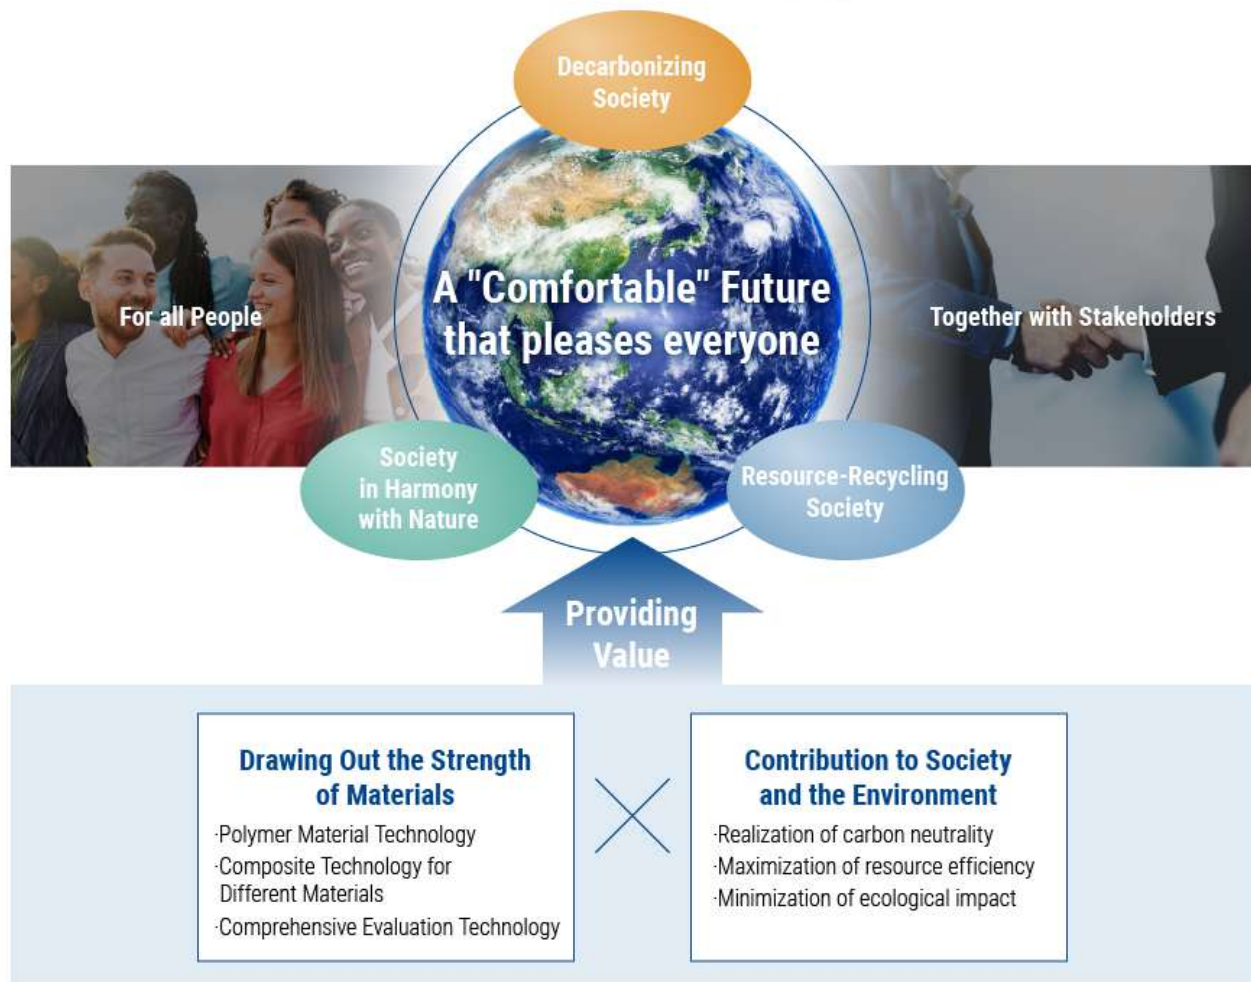 Decarbonizing
Society
For all People
A "Comfortable" Future
that pleases everyone
Together with Stakeholders
Society
in Harmony
with Nature
Resource-Recycling
Society
Providing
Value
Drawing Out the Strength
of Materials
·Polymer Material Technology
·Composite Technology for
Different Materials
·Comprehensive Evaluation Technology
Contribution to Society
and the Environment
·Realization of carbon neutrality
·Maximization of resource efficiency
·Minimization of ecological impact